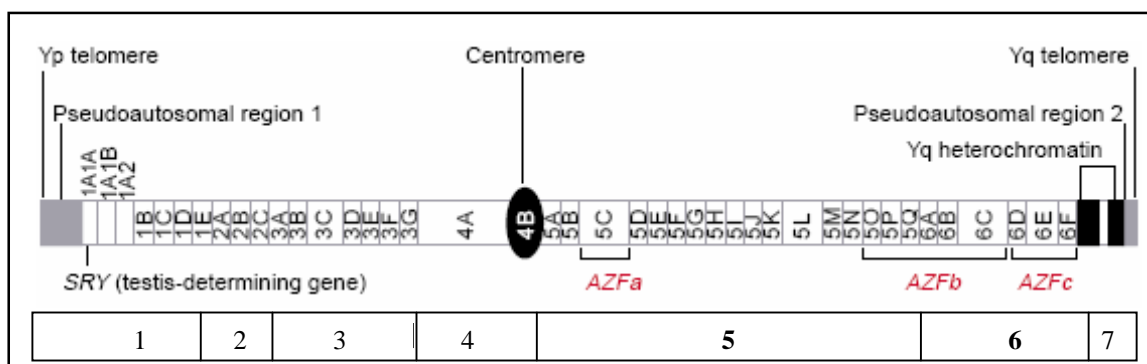 Yp telomere Centromere Yq telomere
Pseudoautosomal region 1 Pseudoautosomal region 2
Yq heterochromatin
1A1A 1A1B 1A2 1B 1C 1D 1E 2A 2B 2C 3A 3B 3C 3D 3E 3F 3G 4A 4B 5A 5B 5C 5D 5E 5F 5G 5H 5I 5J 5K 5L 5M 5N 5O 5P 5Q 6A 6B 6C 6D 6E 6F
SRY (testis-determining gene) AZFa AZFb AZFc
1 2 3 4 5 6 7